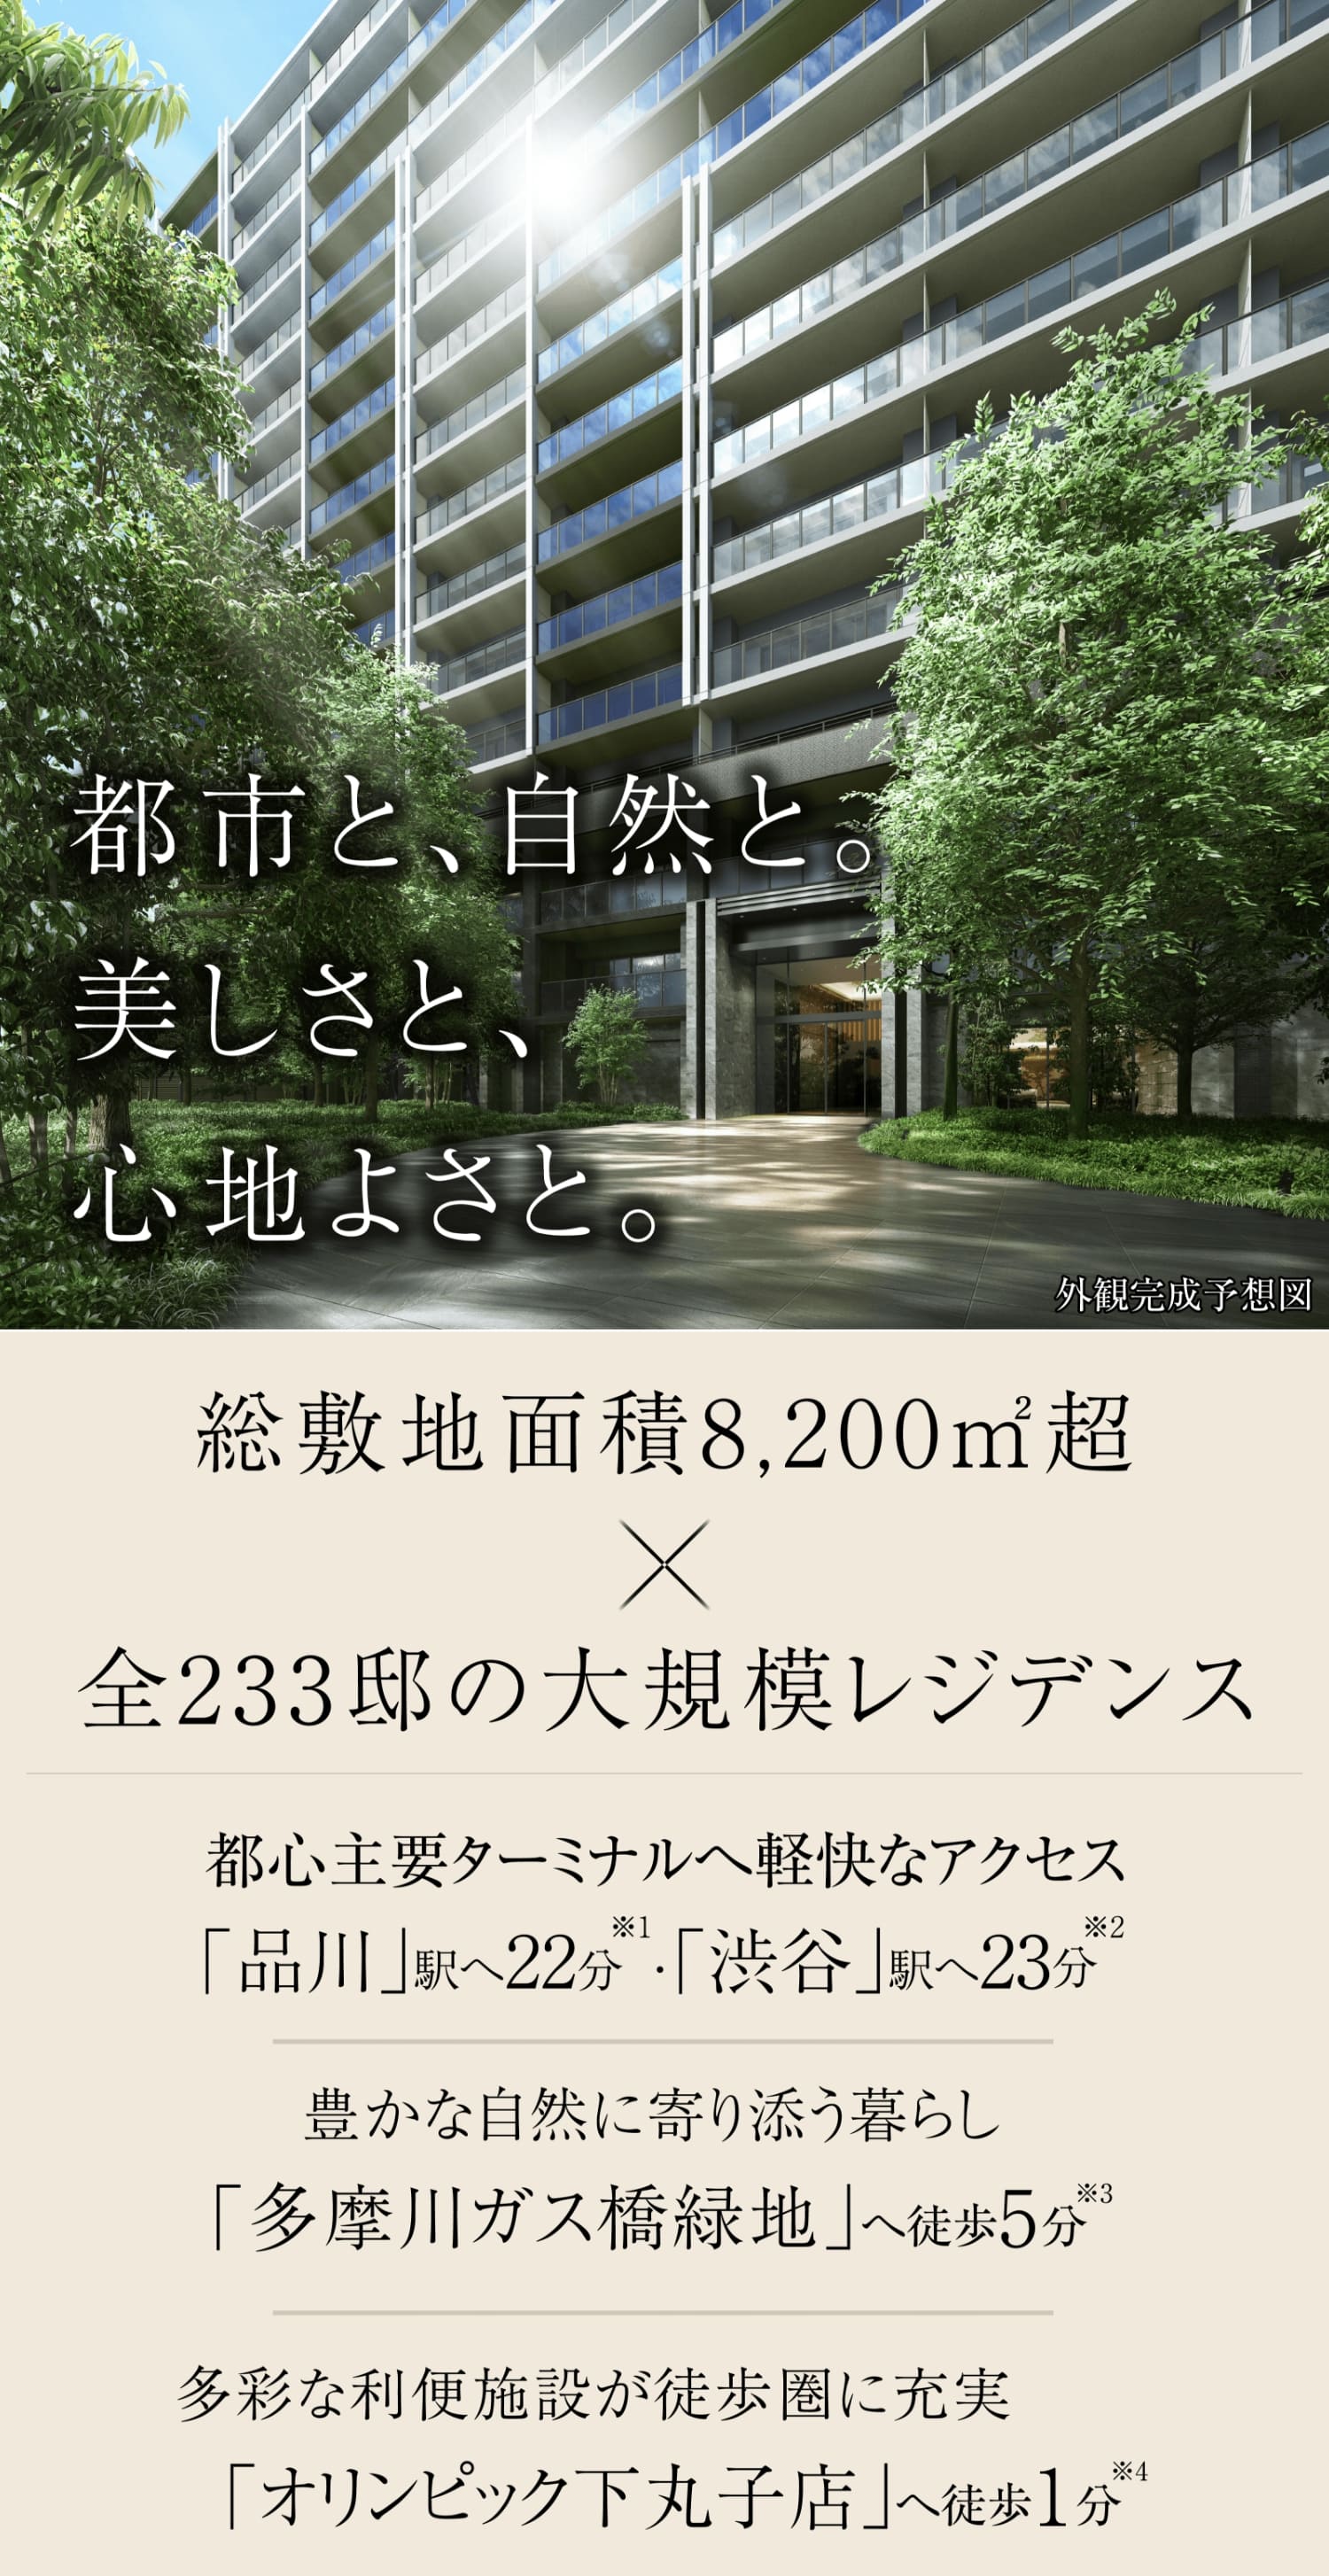 都市と、自然と。
美しさと、
心地よさと。
外観完成予想図
総敷地面積8,200㎡超
×
全233邸の大規模レジデンス
都心主要ターミナルへ軽快なアクセス
「品川」駅へ22分※1・「渋谷」駅へ23分※2
豊かな自然に寄り添う暮らし
「多摩川ガス橋緑地」へ徒歩5分※3
多彩な利便施設が徒歩圏に充実
「オリンピック下丸子店」へ徒歩1分※4